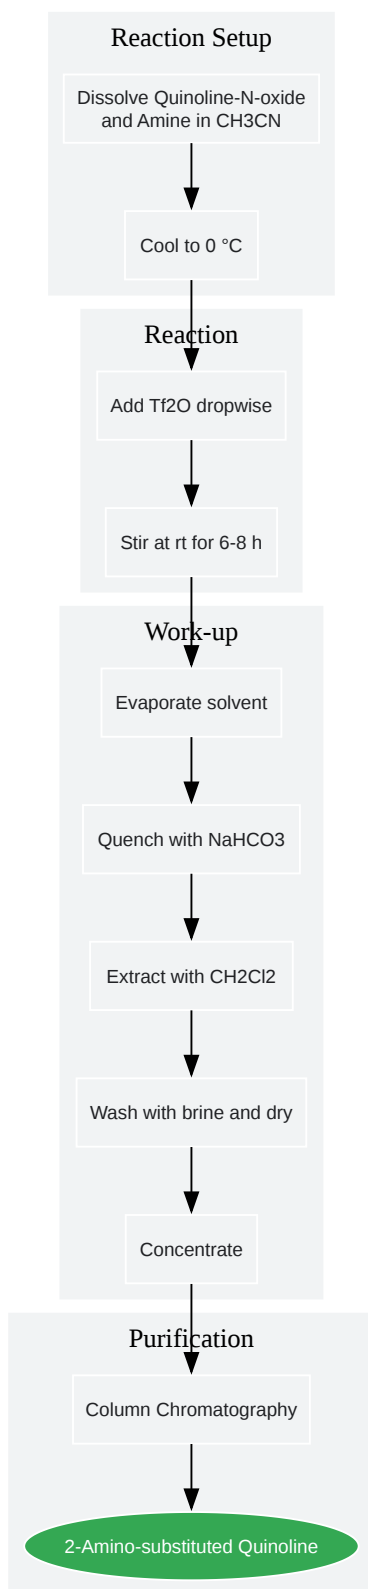 Reaction Setup
Dissolve Quinoline-N-oxide
and Amine in CH3CN
Cool to 0 °C
Reaction
Add Tf2O dropwise
Stir at rt for 6-8 h
Work-up
Evaporate solvent
Quench with NaHCO3
Extract with CH2Cl2
Wash with brine and dry
Concentrate
Purification
Column Chromatography
2-Amino-substituted Quinoline